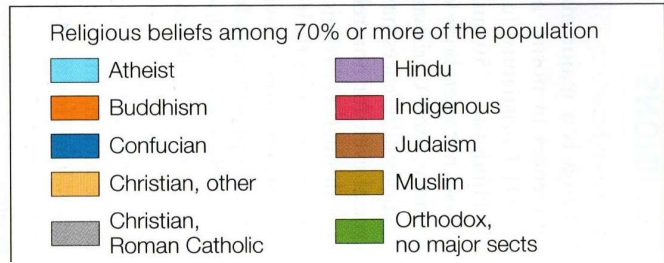 Religious beliefs among 70% or more of the population
Atheist
Buddhism
Confucian
Christian, other
Christian,
Roman Catholic
Hindu
Indigenous
Judaism
Muslim
Orthodox,
no major sects